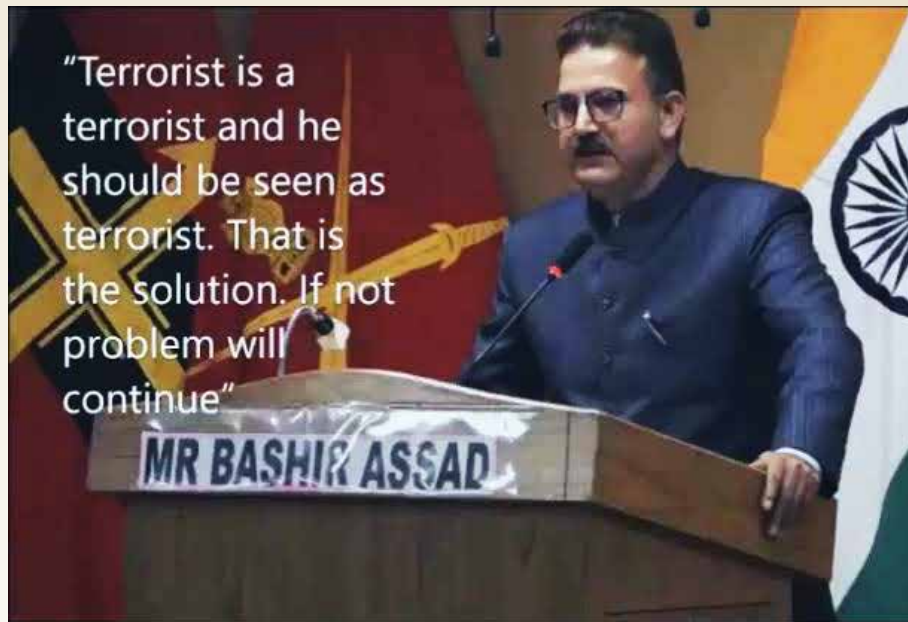 “Terrorist is a
terrorist and he
should be seen as
terrorist. That is
the solution. If not
problem will
continue”
MR BASHIR ASSAD